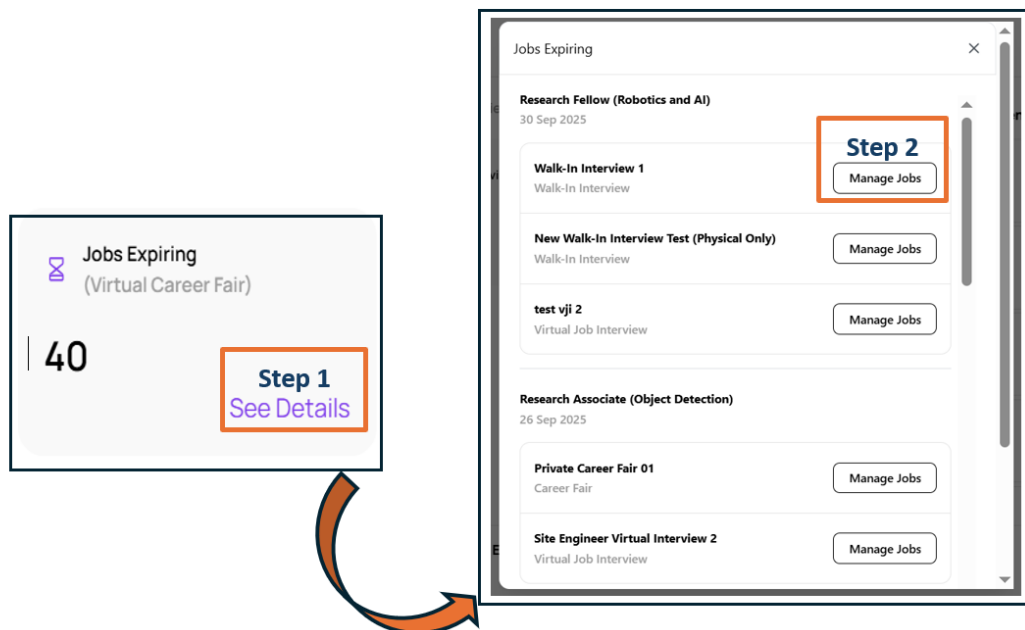 Jobs Expiring
(Virtual Career Fair)
40
Step 1
See Details
Jobs Expiring
Research Fellow (Robotics and AI)
30 Sep 2025
Step 2
Walk-In Interview 1
Manage Jobs
Walk-In Interview
New Walk-In Interview Test (Physical Only)
Manage Jobs
Walk-In Interview
test vji 2
Manage Jobs
Virtual Job Interview
Research Associate (Object Detection)
26 Sep 2025
Private Career Fair 01
Manage Jobs
Career Fair
Site Engineer Virtual Interview 2
Manage Jobs
Virtual Job Interview